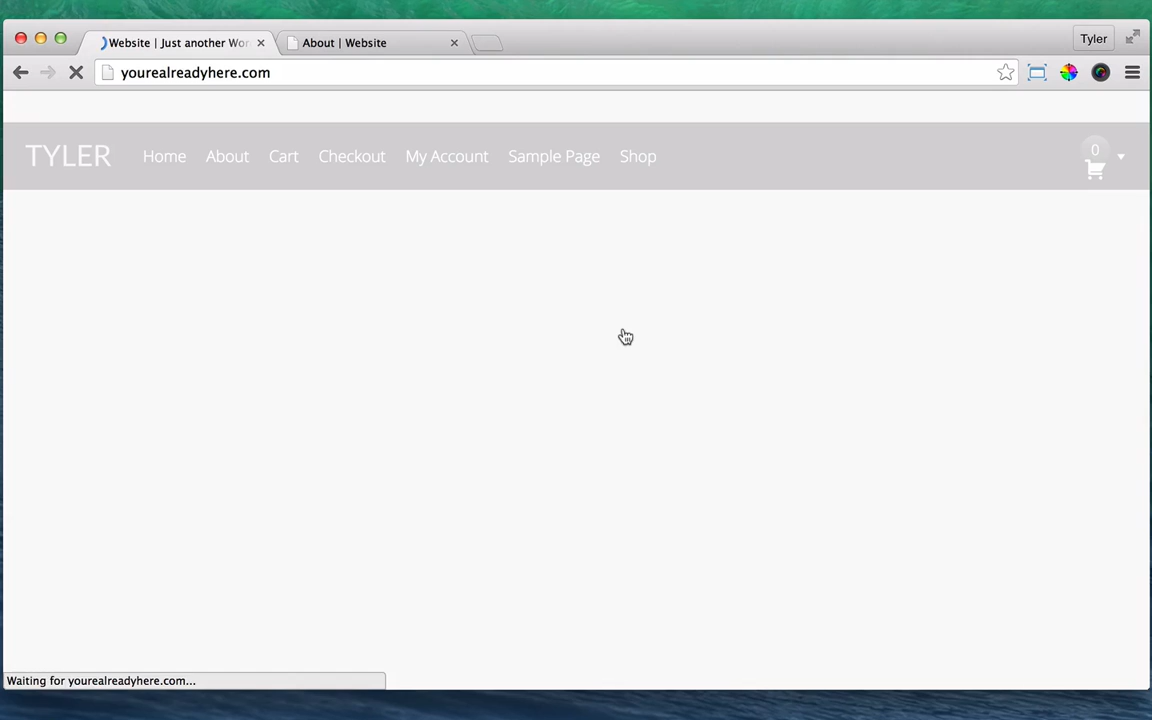 Website | Just another Wor
About | Website
Tyler
yourealreadyhere.com
TYLER Home About Cart Checkout My Account Sample Page Shop
0
Waiting for yourealreadyhere.com...